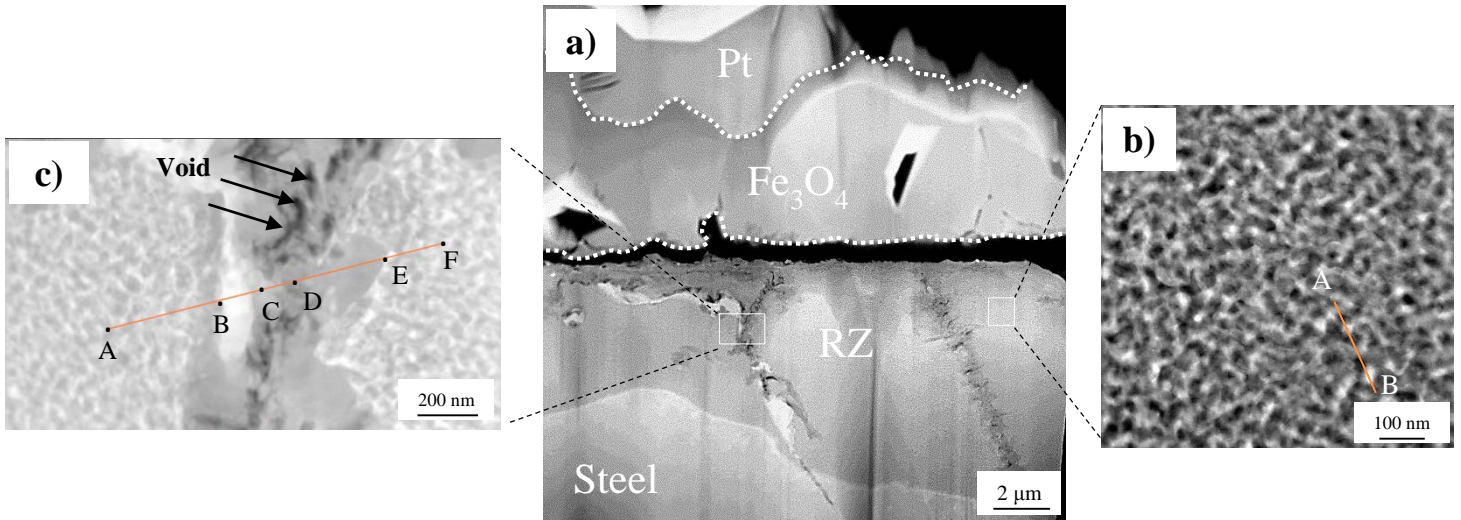 c)
Void
A
B
C
D
E
F
200 nm
a)
Pt
Fe₃O₄
RZ
Steel
2 μm
b)
A
B
100 nm